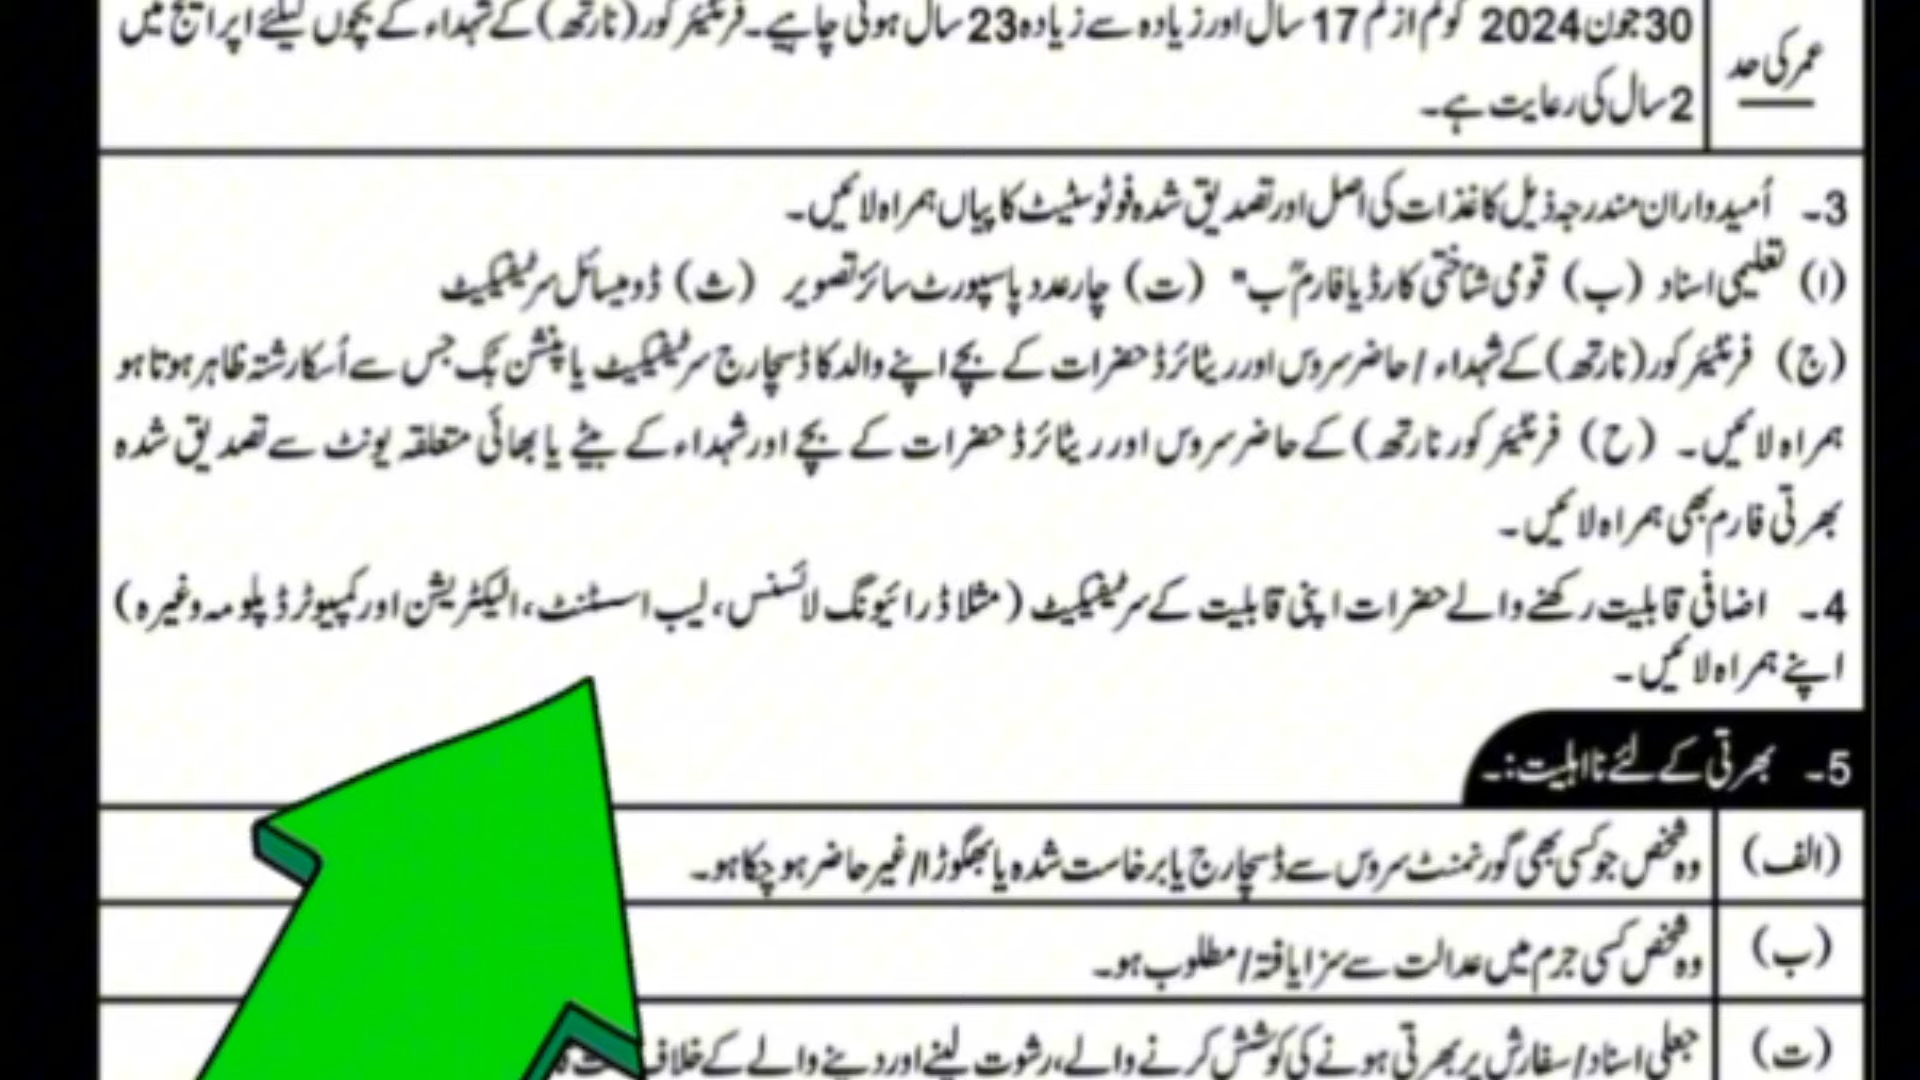 عمر کی حد
30 جون 2024 کو کم از کم 17 سال اور زیادہ سے زیادہ 23 سال ہونی چاہیے۔ فرنٹیئر کور (نارتھ) کے شہداء کے بچوں کیلئے اپر ایج میں
2 سال کی رعایت ہے۔
3۔ اُمیدواران مندرجہ ذیل کاغذات کی اصل اور تصدیق شدہ فوٹو سٹیٹ کاپیاں ہمراہ لائیں۔
(ا) تعلیمی اسناد (ب) قومی شناختی کارڈ یا فارم "ب" (ت) چار عدد پاسپورٹ سائز تصویر (ث) ڈومیسائل سرٹیفیکیٹ
(ج) فرنٹیئر کور (نارتھ) کے شہداء / حاضر سروس اور ریٹائرڈ حضرات کے بچے اپنے والد کا ڈسچارج سرٹیفیکیٹ یا پنشن بک جس سے اُسکا رشتہ ظاہر ہوتا ہو
ہمراہ لائیں۔ (ح) فرنٹیئر کور نارتھ) کے حاضر سروس اور ریٹائرڈ حضرات کے بچے اور شہداء کے بیٹے یا بھائی متعلقہ یونٹ سے تصدیق شدہ
بھرتی فارم بھی ہمراہ لائیں۔
4۔ اضافی قابلیت رکھنے والے حضرات اپنی قابلیت کے سرٹیفیکیٹ (مثلا ڈرائیونگ لائسنس، لیب اسسٹنٹ، الیکٹریشن اور کمپیوٹر ڈپلومہ وغیرہ)
اپنے ہمراہ لائیں۔
5۔ بھرتی کے لئے نااہلیت:۔
(الف) وہ شخص جو کسی بھی گورنمنٹ سروس سے ڈسچارج یا برخاست شدہ یا بھگوڑا/غیر حاضر ہو چکا ہو۔
(ب) وہ شخص کسی جرم میں عدالت سے سزا یافتہ/مطلوب ہو۔
(ت) جعلی اسناد/سفارش پر بھرتی ہونے کی کوشش کرنے والے، رشوت لینے اور دینے والے کے خلاف